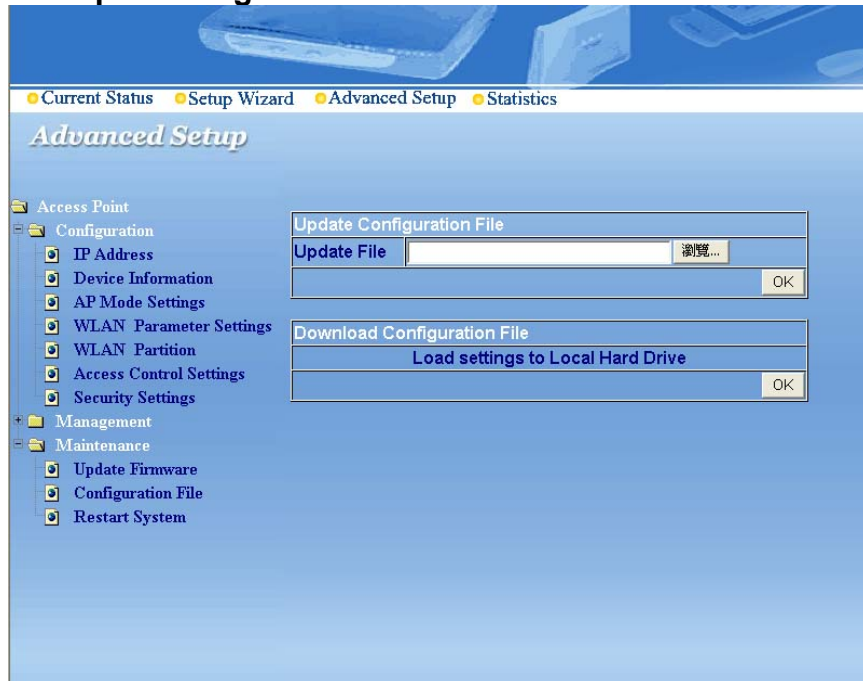 Current Status Setup Wizard Advanced Setup Statistics
Advanced Setup
Access Point
Configuration
IP Address
Device Information
AP Mode Settings
WLAN Parameter Settings
WLAN Partition
Access Control Settings
Security Settings
Management
Maintenance
Update Firmware
Configuration File
Restart System
Update Configuration File
Update File 瀏覽...
OK
Download Configuration File
Load settings to Local Hard Drive
OK